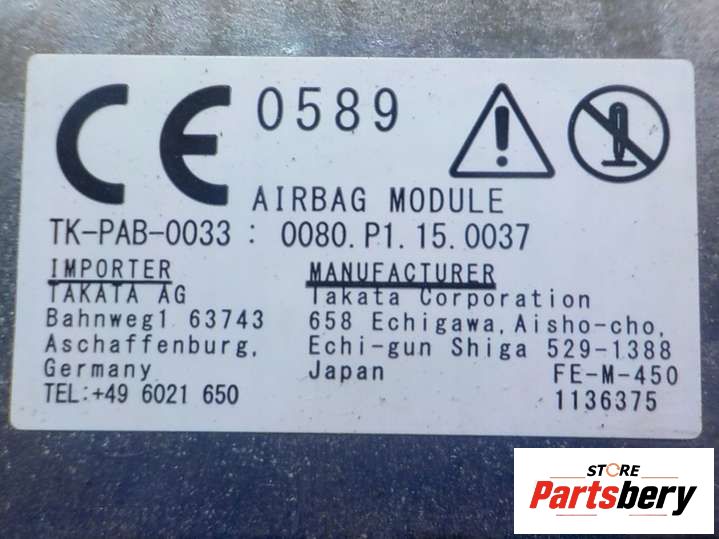 CE 0589
AIRBAG MODULE
TK-PAB-0033 : 0080.P1.15.0037
IMPORTER
TAKATA AG
Bahnweg1 63743
Aschaffenburg,
Germany
TEL:+49 6021 650
MANUFACTURER
Takata Corporation
658 Echigawa, Aisho-cho,
Echi-gun Shiga 529-1388
Japan
FE-M-450
1136375
STORE
Partsbery